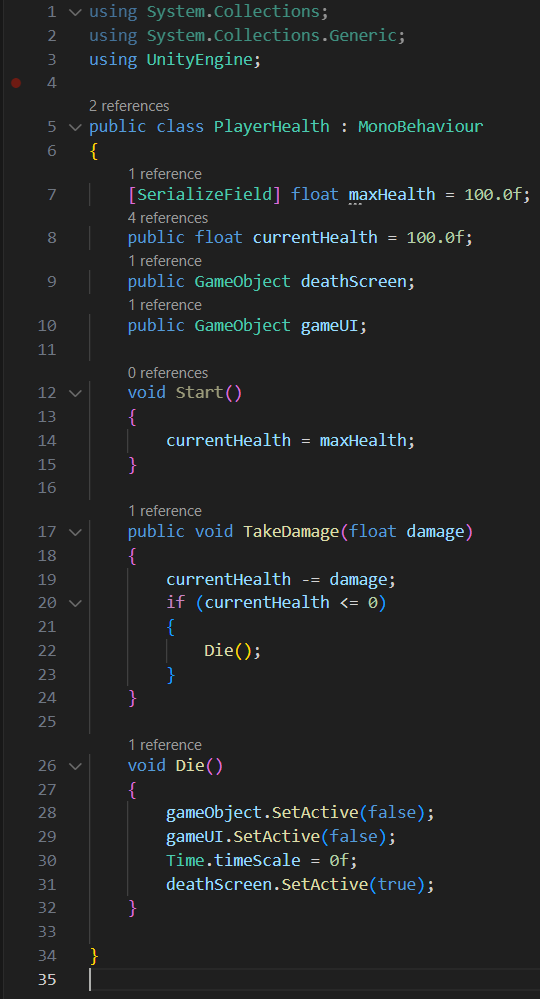 1 using System.Collections;
2 using System.Collections.Generic;
3 using UnityEngine;
4
2 references
5 public class PlayerHealth : MonoBehaviour
6 {
1 reference
7 [SerializeField] float maxHealth = 100.0f;
4 references
8 public float currentHealth = 100.0f;
1 reference
9 public GameObject deathScreen;
1 reference
10 public GameObject gameUI;
11
0 references
12 void Start()
13 {
14 currentHealth = maxHealth;
15 }
16
1 reference
17 public void TakeDamage(float damage)
18 {
19 currentHealth -= damage;
20 if (currentHealth <= 0)
21 {
22 Die();
23 }
24 }
25
1 reference
26 void Die()
27 {
28 gameObject.SetActive(false);
29 gameUI.SetActive(false);
30 Time.timeScale = 0f;
31 deathScreen.SetActive(true);
32 }
33
34 }
35